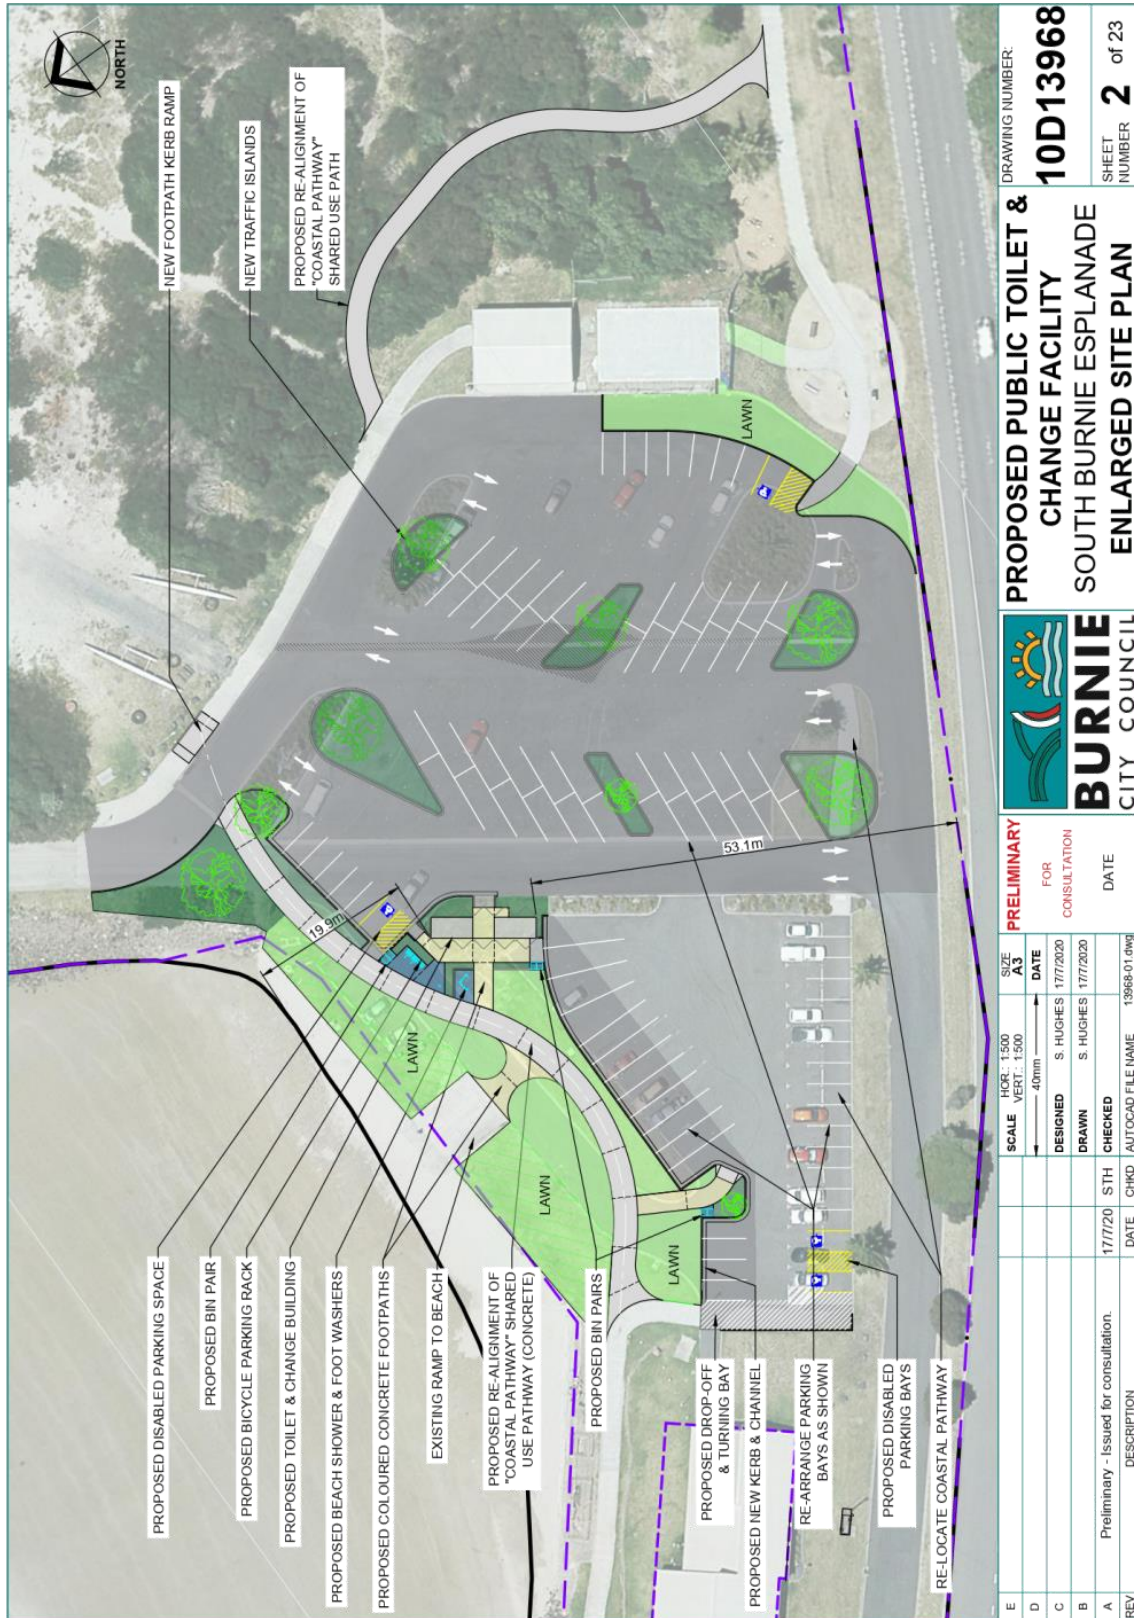 NORTH
NEW FOOTPATH KERB RAMP
NEW TRAFFIC ISLANDS
PROPOSED RE-ALIGNMENT OF
"COASTAL PATHWAY"
SHARED USE PATH
LAWN
53.1m
19.9m
LAWN
LAWN
LAWN
PROPOSED DISABLED PARKING SPACE
PROPOSED BIN PAIR
PROPOSED BICYCLE PARKING RACK
PROPOSED TOILET & CHANGE BUILDING
PROPOSED BEACH SHOWER & FOOT WASHERS
PROPOSED COLOURED CONCRETE FOOTPATHS
EXISTING RAMP TO BEACH
PROPOSED RE-ALIGNMENT OF
"COASTAL PATHWAY" SHARED
USE PATHWAY (CONCRETE)
PROPOSED BIN PAIRS
PROPOSED DROP-OFF
& TURNING BAY
PROPOSED NEW KERB & CHANNEL
RE-ARRANGE PARKING
BAYS AS SHOWN
PROPOSED DISABLED
PARKING BAYS
RE-LOCATE COASTAL PATHWAY
E
D
C
B
A Preliminary - Issued for consultation. 17/7/20 STH
REV DESCRIPTION DATE CHKD
SCALE HOR.: 1:500
VERT.: 1:500
SIZE
A3
40mm
DATE
DESIGNED S. HUGHES 17/7/2020
DRAWN S. HUGHES 17/7/2020
CHECKED
AUTOCAD FILE NAME 13968-01.dwg
PRELIMINARY
FOR
CONSULTATION
DATE
BURNIE
CITY COUNCIL
PROPOSED PUBLIC TOILET &
CHANGE FACILITY
SOUTH BURNIE ESPLANADE
ENLARGED SITE PLAN
DRAWING NUMBER:
10D13968
SHEET
NUMBER 2 of 23